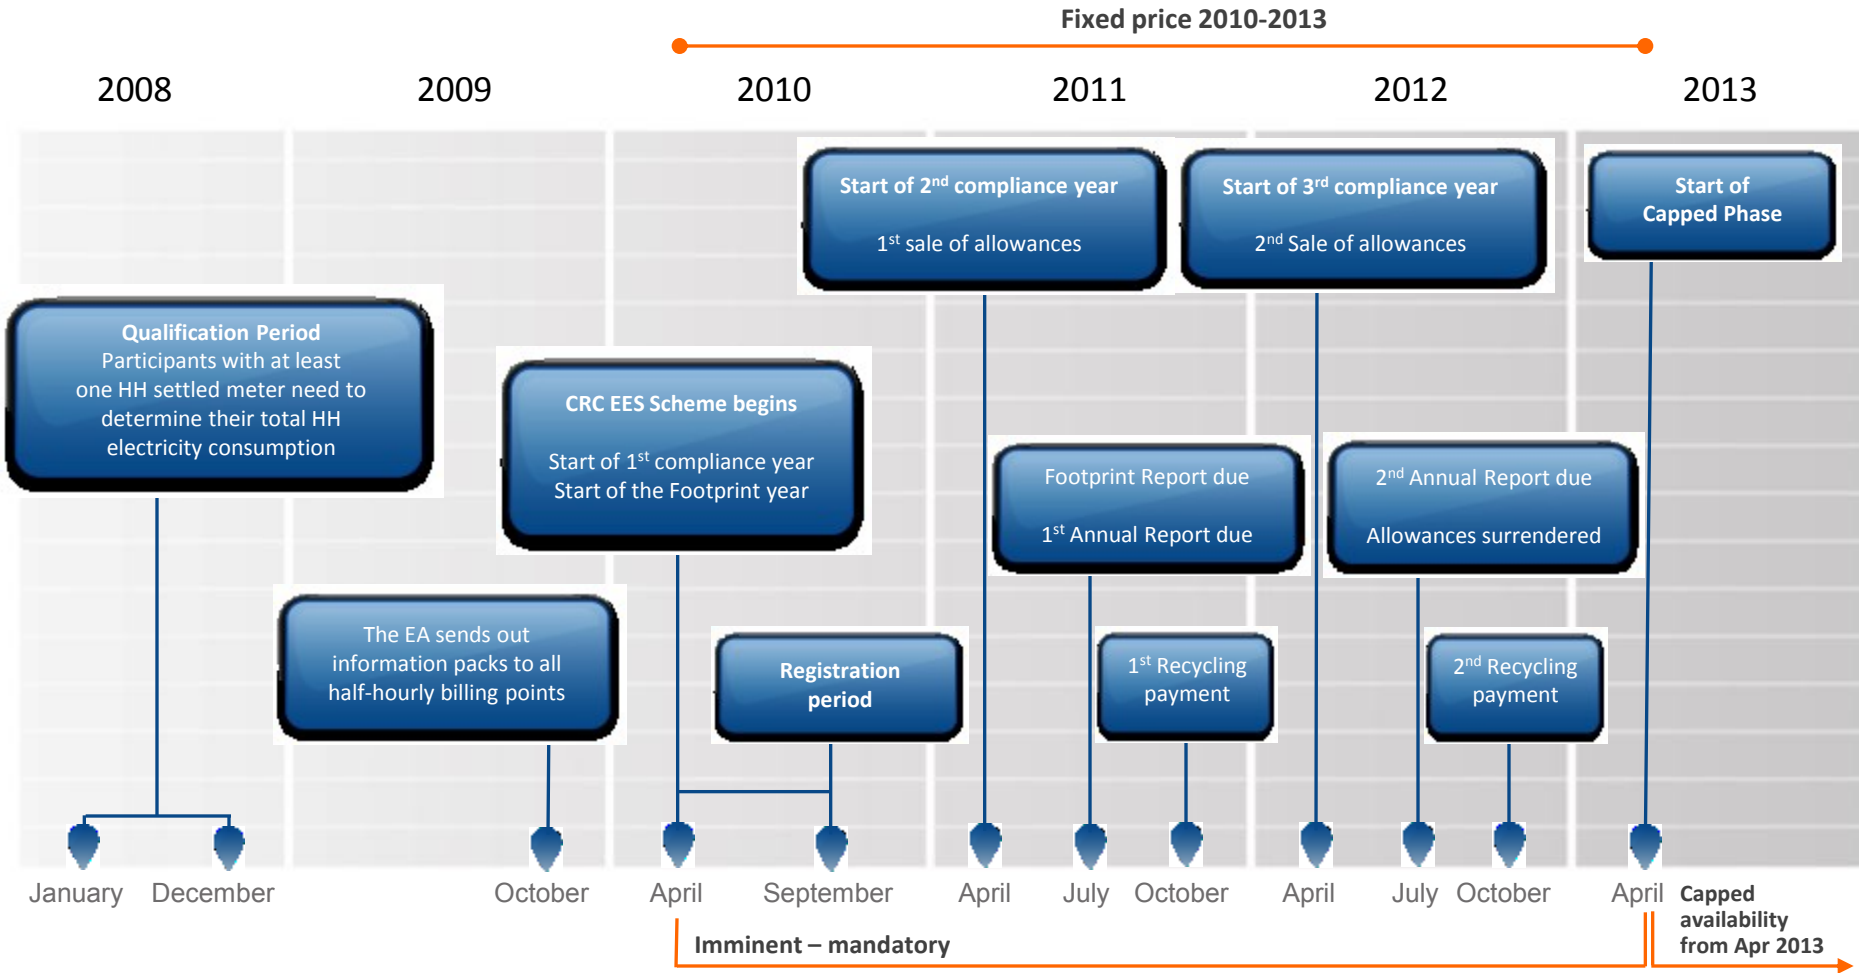 Fixed price 2010-2013
2008
2009
2010
2011
2012
2013
Start of 2nd compliance year
1st sale of allowances
Start of 3rd compliance year
2nd Sale of allowances
Start of
Capped Phase
Qualification Period
Participants with at least
one HH settled meter need to
determine their total HH
electricity consumption
CRC EES Scheme begins
Start of 1st compliance year
Start of the Footprint year
Footprint Report due
1st Annual Report due
2nd Annual Report due
Allowances surrendered
The EA sends out
information packs to all
half-hourly billing points
Registration
period
1st Recycling
payment
2nd Recycling
payment
January
December
October
April
September
April
July
October
April
July
October
April
Capped
availability
from Apr 2013
Imminent – mandatory